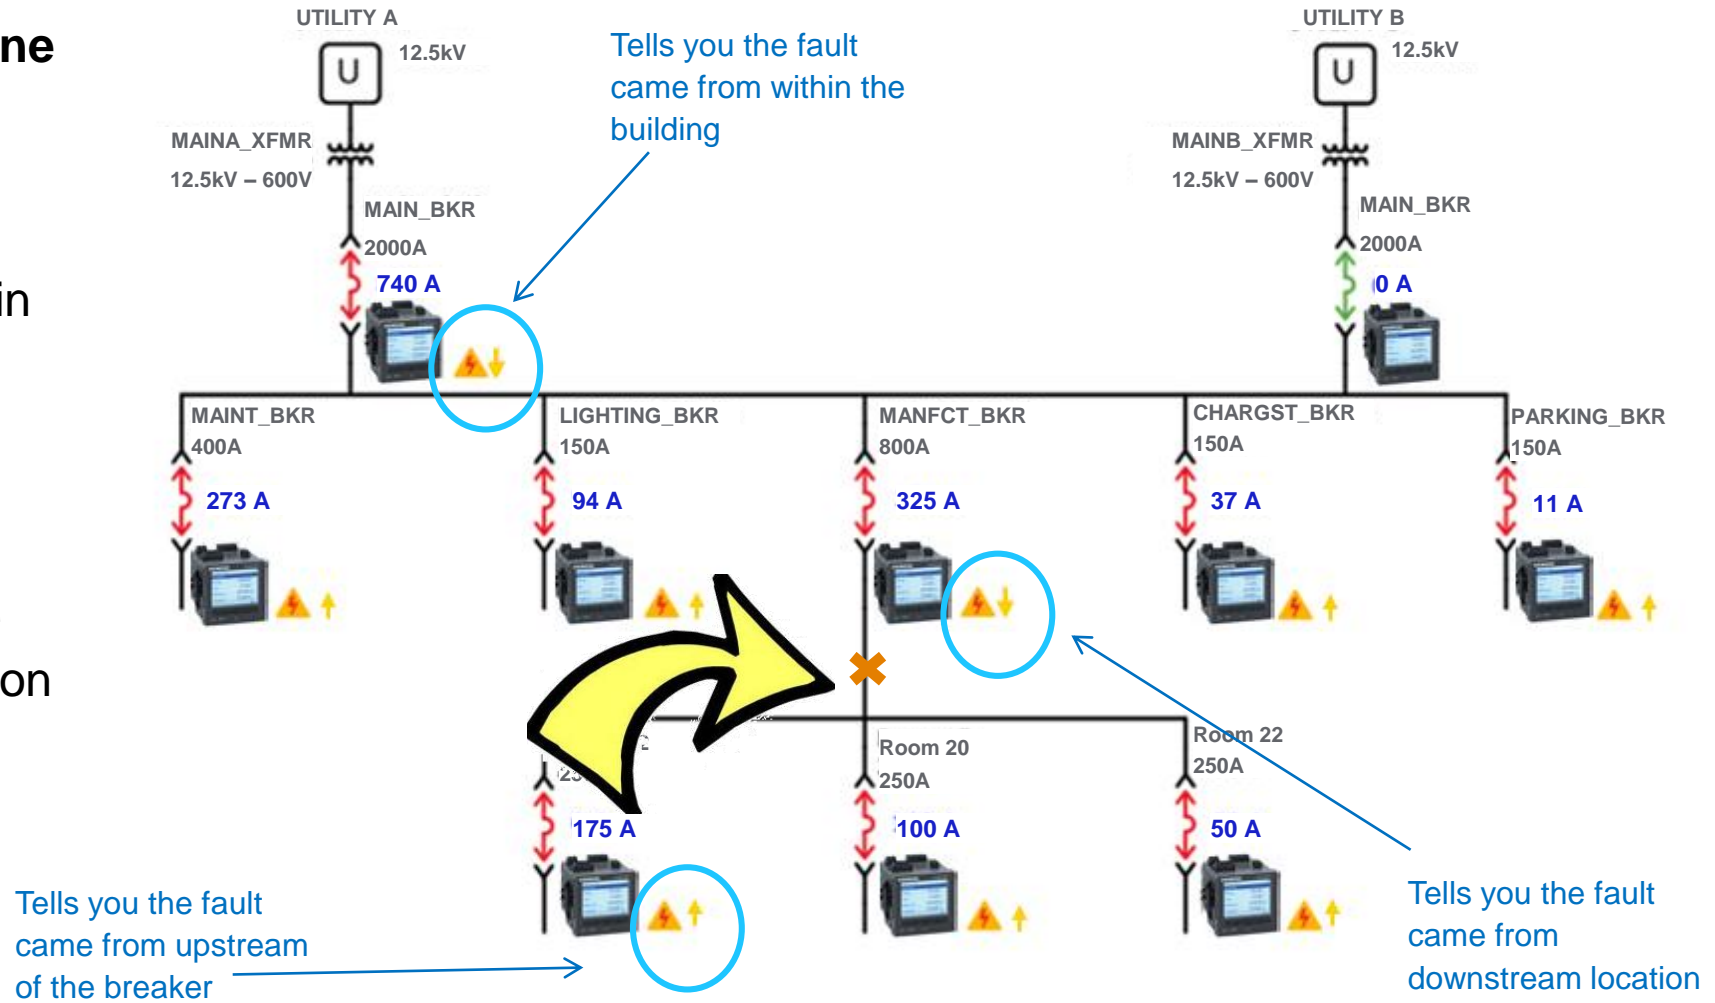 ne
in
on
UTILITY A
12.5kV
Tells you the fault
came from within the
building
UTILITY B
12.5kV
U
U
MAINA_XFMR
12.5kV – 600V
MAINB_XFMR
12.5kV – 600V
MAIN_BKR
2000A
740 A
MAIN_BKR
2000A
0 A
MAINT_BKR
400A
273 A
LIGHTING_BKR
150A
94 A
MANFCT_BKR
800A
325 A
CHARGST_BKR
150A
37 A
PARKING_BKR
150A
11 A
175 A
Room 20
250A
100 A
Room 22
250A
50 A
Tells you the fault
came from upstream
of the breaker
Tells you the fault
came from
downstream location